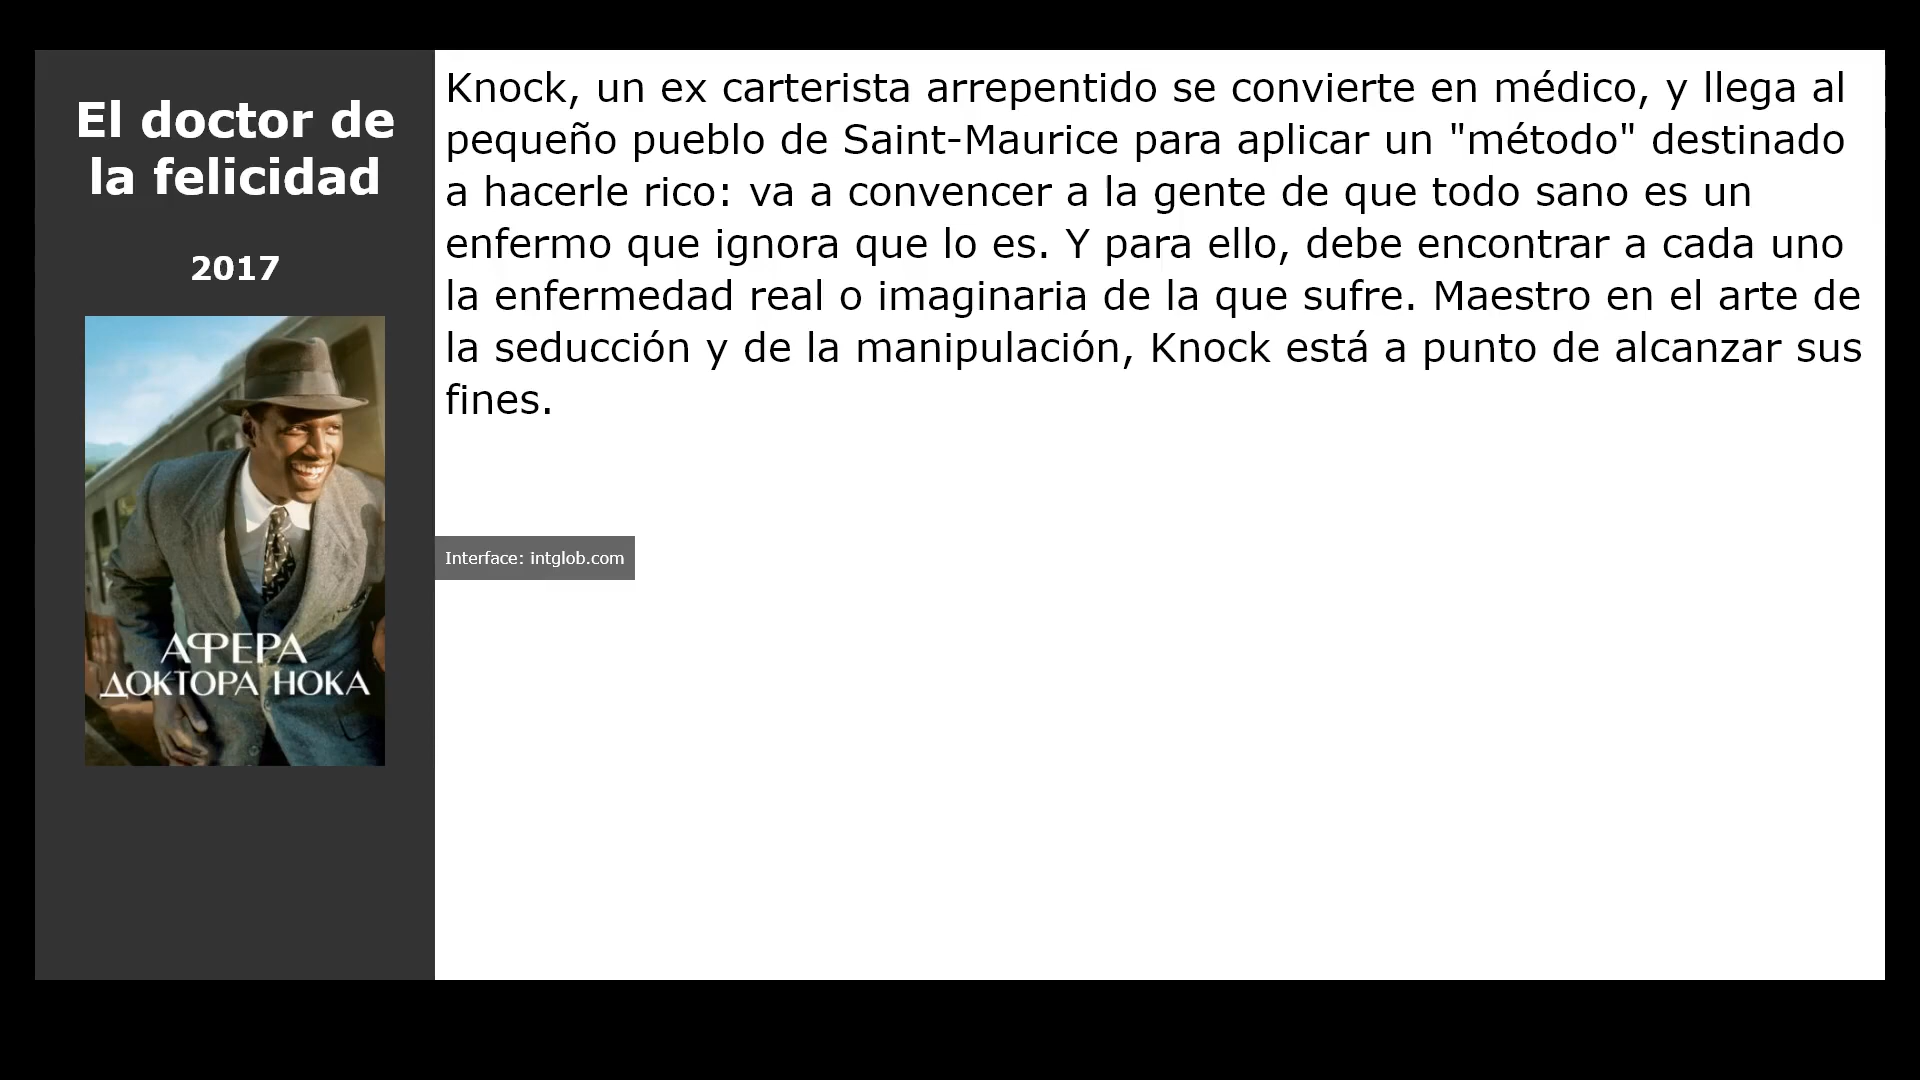 El doctor de
la felicidad
2017
АФЕРА
ДОКТОРА НОКА
Knock, un ex carterista arrepentido se convierte en médico, y llega al
pequeño pueblo de Saint-Maurice para aplicar un "método" destinado
a hacerle rico: va a convencer a la gente de que todo sano es un
enfermo que ignora que lo es. Y para ello, debe encontrar a cada uno
la enfermedad real o imaginaria de la que sufre. Maestro en el arte de
la seducción y de la manipulación, Knock está a punto de alcanzar sus
fines.
Interface: intglob.com